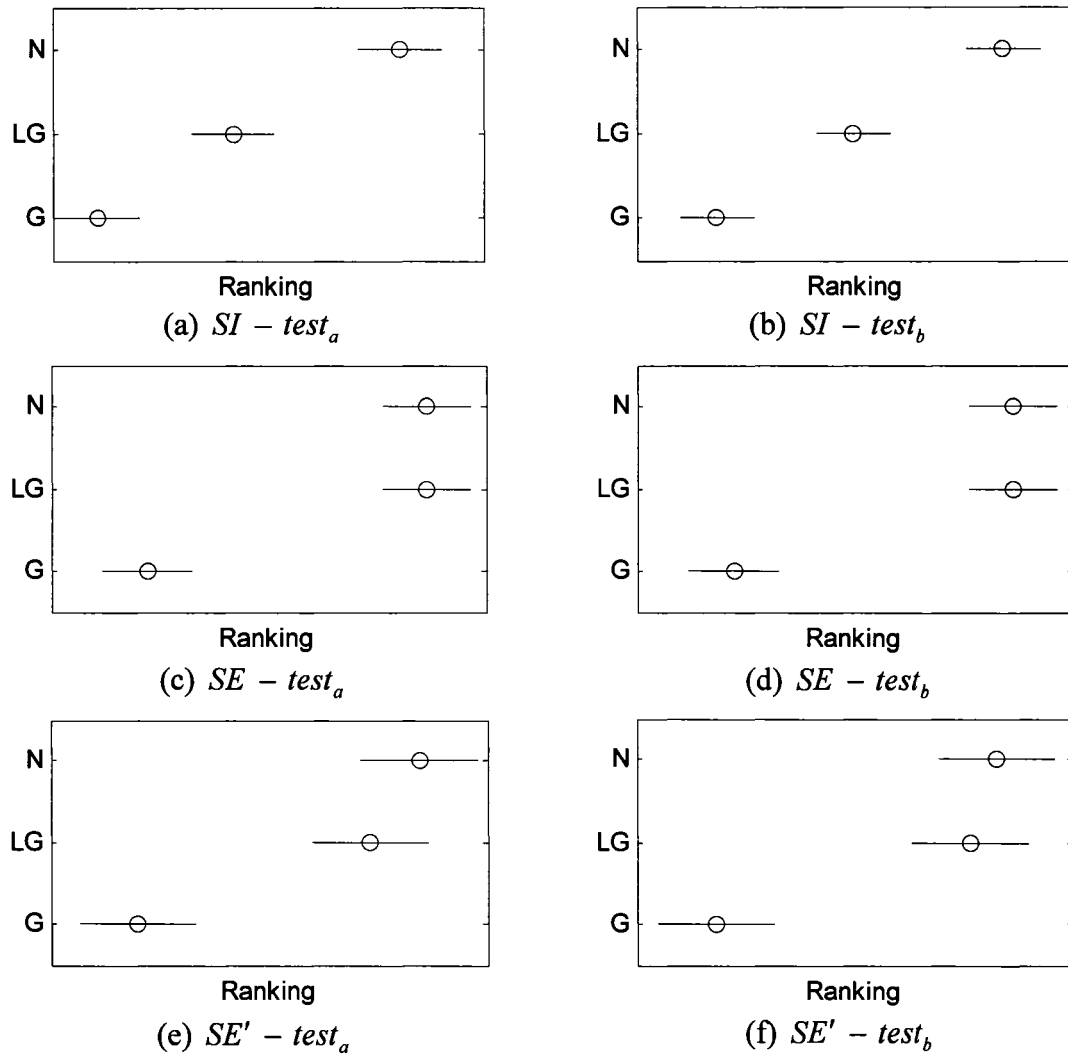 N
LG
G
Ranking
(a) SI – test_a
N
LG
G
Ranking
(b) SI – test_b
N
LG
G
Ranking
(c) SE – test_a
N
LG
G
Ranking
(d) SE – test_b
N
LG
G
Ranking
(e) SE' – test_a
N
LG
G
Ranking
(f) SE' – test_b